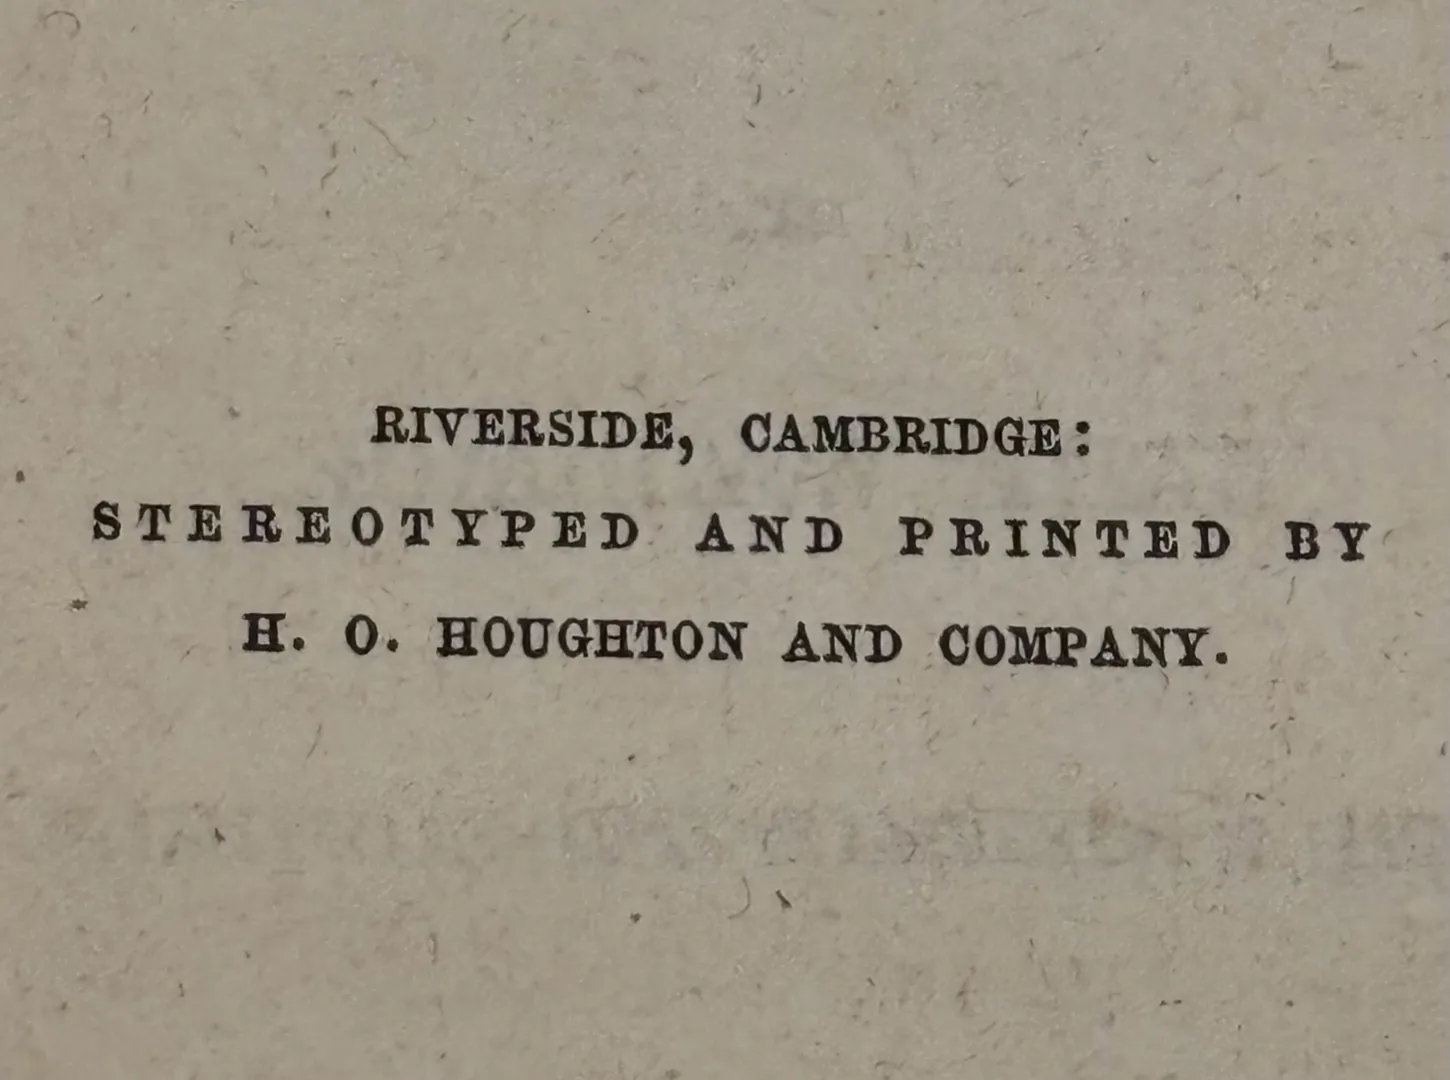 RIVERSIDE, CAMBRIDGE:
STEREOTYPED AND PRINTED BY
H. O. HOUGHTON AND COMPANY.